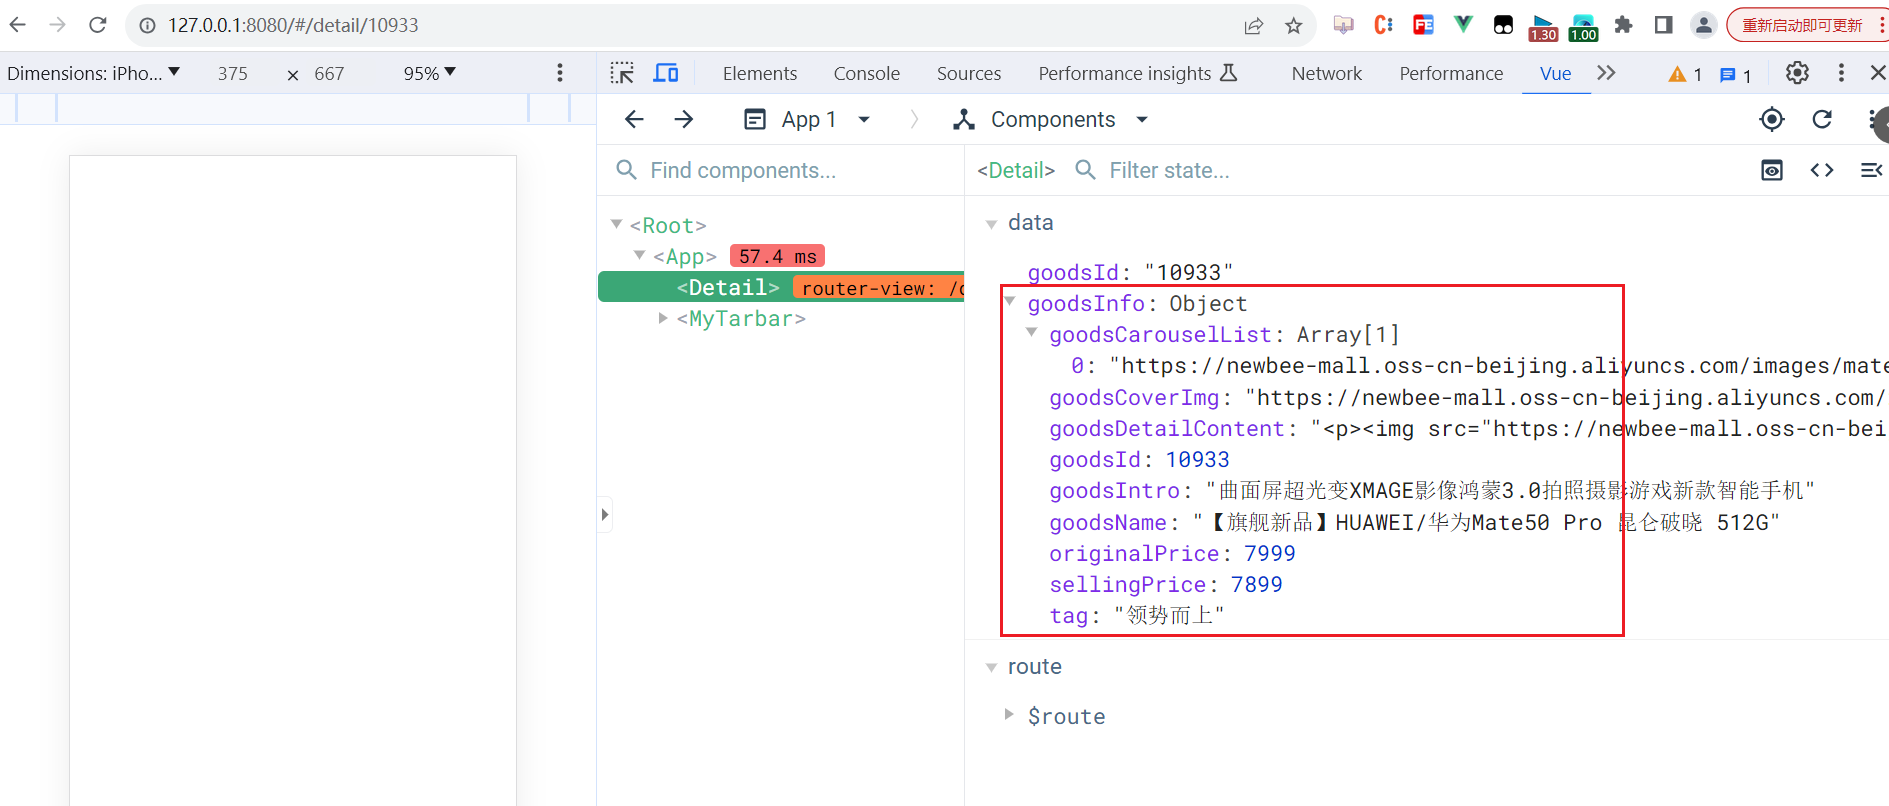 127.0.0.1:8080/#/detail/10933
1.30
1.00
重新启动即可更新
Dimensions: iPho...
375
×
667
95%
Elements
Console
Sources
Performance insights
Network
Performance
Vue
1
1
App 1
Components
Find components...
<Detail>
Filter state...
<Root>
<App>
57.4 ms
<Detail>
router-view: /
<MyTarbar>
data
goodsId: "10933"
goodsInfo: Object
goodsCarouselList: Array[1]
0: "https://newbee-mall.oss-cn-beijing.aliyuncs.com/images/mate
goodsCoverImg: "https://newbee-mall.oss-cn-beijing.aliyuncs.com/
goodsDetailContent: "<p><img src="https://newbee-mall.oss-cn-bei
goodsId: 10933
goodsIntro: "曲面屏超光变XMAGE影像鸿蒙3.0拍照摄影游戏新款智能手机"
goodsName: "【旗舰新品】HUAWEI/华为Mate50 Pro 昆仑破晓 512G"
originalPrice: 7999
sellingPrice: 7899
tag: "领势而上"
route
$route